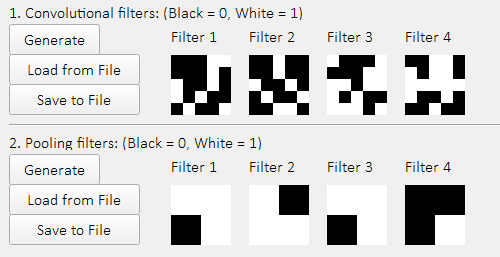 1. Convolutional filters: (Black = 0, White = 1)
Generate
Load from File
Save to File
Filter 1 Filter 2 Filter 3 Filter 4
2. Pooling filters: (Black = 0, White = 1)
Generate
Load from File
Save to File
Filter 1 Filter 2 Filter 3 Filter 4